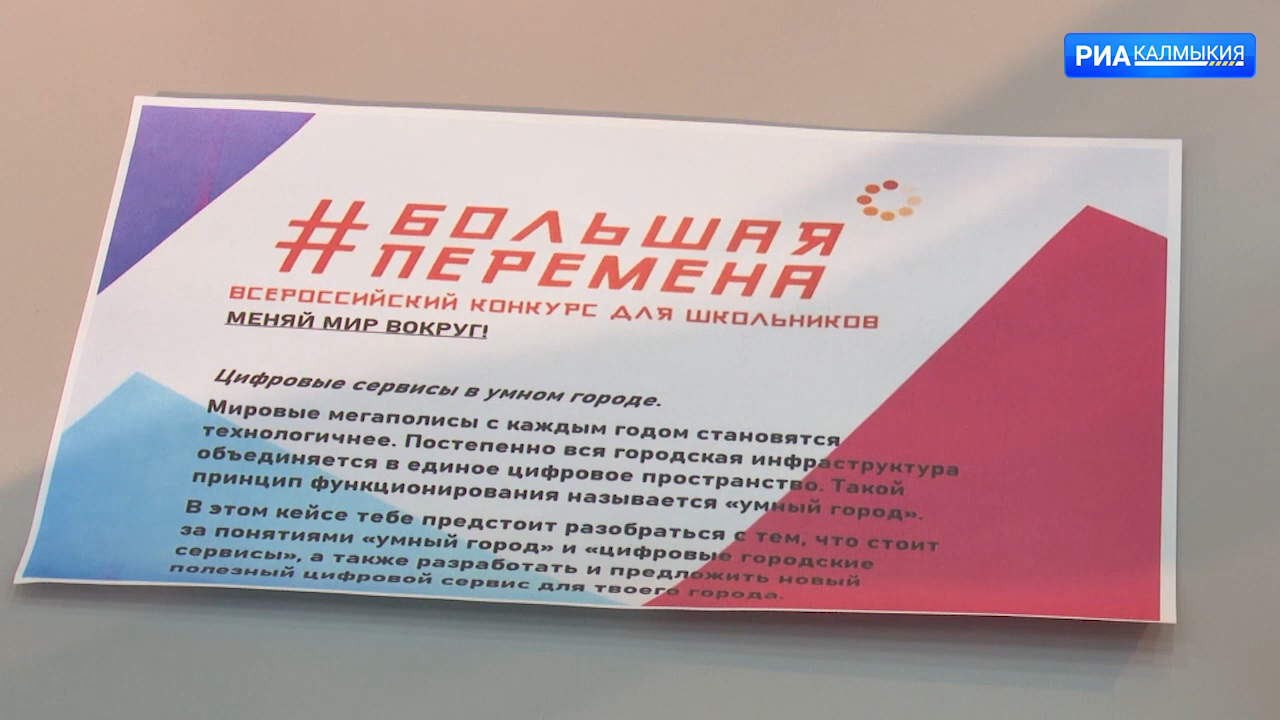 РИА КАЛМЫКИЯ
#БОЛЬШАЯ
ПЕРЕМЕНА
ВСЕРОССИЙСКИЙ КОНКУРС ДЛЯ ШКОЛЬНИКОВ
МЕНЯЙ МИР ВОКРУГ!
Цифровые сервисы в умном городе.
Мировые мегаполисы с каждым годом становятся
технологичнее. Постепенно вся городская инфраструктура
объединяется в единое цифровое пространство. Такой
принцип функционирования называется «умный город».
В этом кейсе тебе предстоит разобраться с тем, что стоит
за понятиями «умный город» и «цифровые городские
сервисы», а также разработать и предложить новый
полезный цифровой сервис для твоего города.